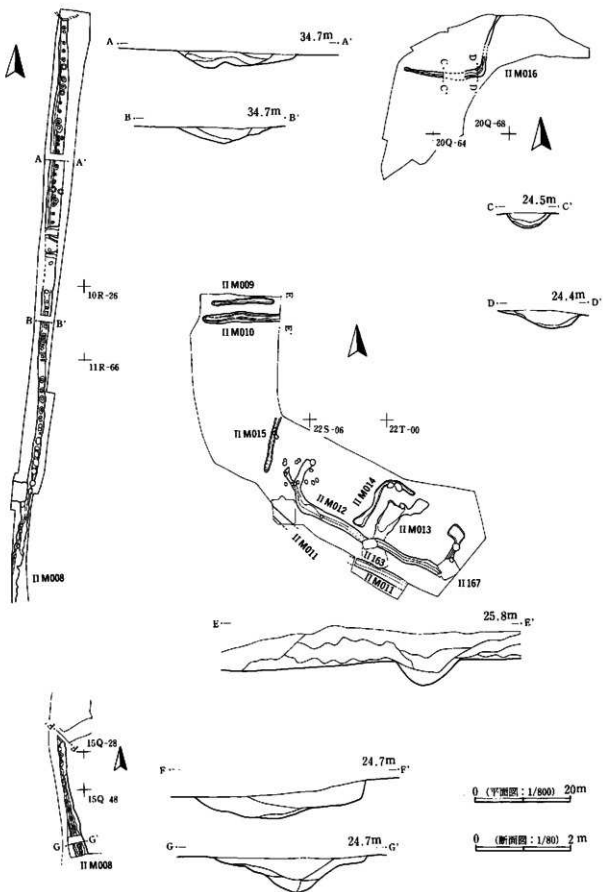 A 34.7m A'
B 34.7m B'
A A'
10R-26
B B'
11R-66
II M008
C D
II M016
C' D'
20Q-64
20Q-68
C 24.5m C'
D 24.4m D'
II M009
E
II M010
E'
II M015
22S-06
22T-00
II M014
II M012
II M013
II M011
II 163
II M011
II 167
E 25.8m E'
15Q-28
15Q-48
G G'
II M008
F 24.7m F'
G 24.7m G'
0 (平面図:1/800) 20m
0 (断面図:1/80) 2m